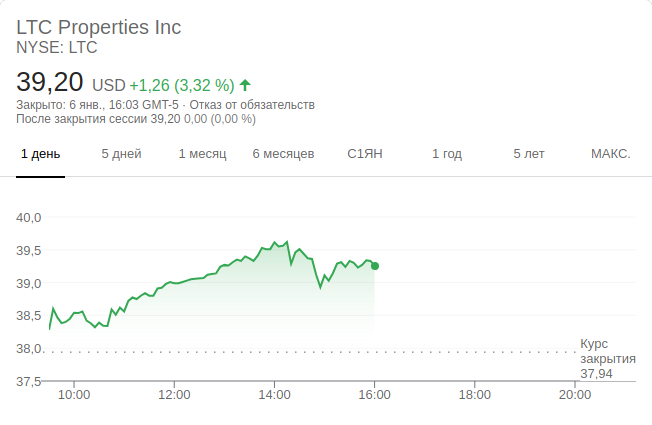 LTC Properties Inc
NYSE: LTC
39,20 USD +1,26 (3,32 %)
Закрыто: 6 янв., 16:03 GMT-5 · Отказ от обязательств
После закрытия сессии 39,20 0,00 (0,00 %)
1 день 5 дней 1 месяц 6 месяцев С1ЯН 1 год 5 лет МАКС.
40,0
39,5
39,0
38,5
38,0
37,5
Курс
закрытия
37,94
10:00 12:00 14:00 16:00 18:00 20:00